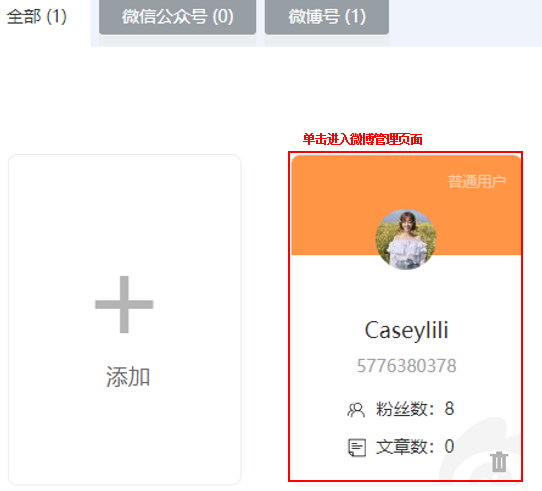 全部 (1)
微信公众号 (0)
微博号 (1)
单击进入微博管理页面
普通用户
添加
Caseylili
5776380378
粉丝数：8
文章数：0